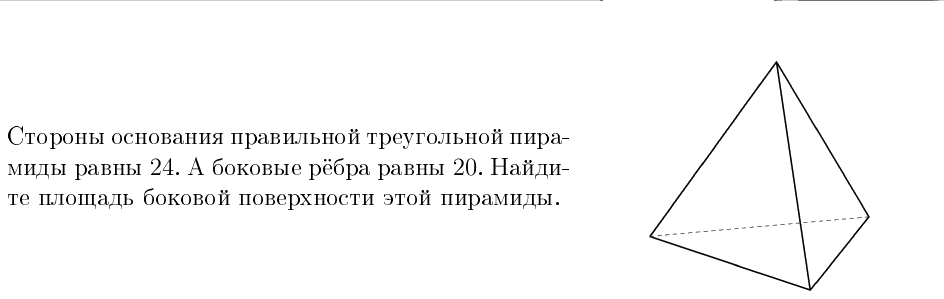 Стороны основания правильной треугольной пира-
миды равны 24. А боковые рёбра равны 20. Найди-
те площадь боковой поверхности этой пирамиды.